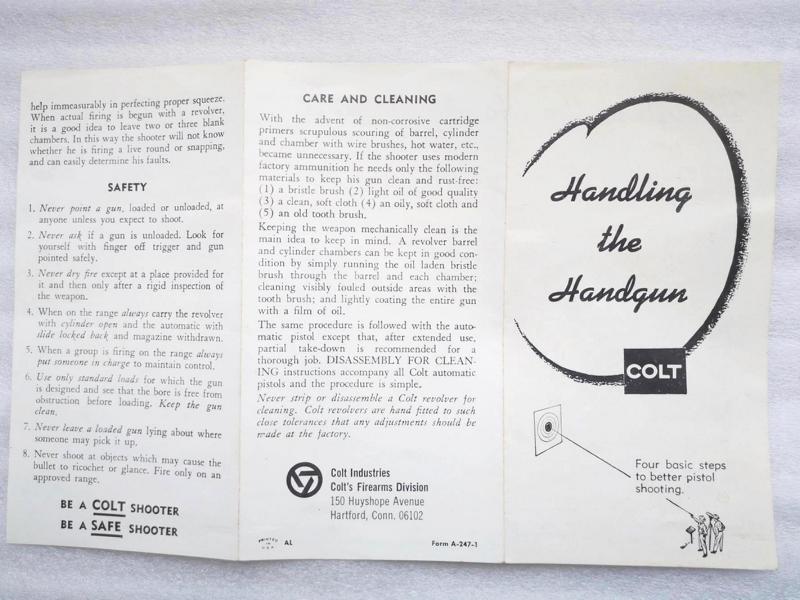 help immeasurably in perfecting proper squeeze.
When actual firing is begun with a revolver,
it is a good idea to leave two or three blank
chambers. In this way the shooter will not know
whether he is firing a live round or snapping,
and can easily determine his faults.
SAFETY
1. Never point a gun, loaded or unloaded, at
anyone unless you expect to shoot.
2. Never ask if a gun is unloaded. Look for
yourself with finger off trigger and gun
pointed safely.
3. Never dry fire except at a place provided for
it and then only after a rigid inspection of
the weapon.
4. When on the range always carry the revolver
with cylinder open and the automatic with
slide locked back and magazine withdrawn.
5. When a group is firing on the range always
put someone in charge to maintain control.
6. Use only standard loads for which the gun
is designed and see that the bore is free from
obstruction before loading. Keep the gun
clean.
7. Never leave a loaded gun lying about where
someone may pick it up.
8. Never shoot at objects which may cause the
bullet to ricochet or glance. Fire only on an
approved range.
BE A COLT SHOOTER
BE A SAFE SHOOTER
CARE AND CLEANING
With the advent of non-corrosive cartridge
primers scrupulous scouring of barrel, cylinder
and chamber with wire brushes, hot water, etc.,
became unnecessary. If the shooter uses modern
factory ammunition he needs only the following
materials to keep his gun clean and rust-free:
(1) a bristle brush (2) light oil of good quality
(3) a clean, soft cloth (4) an oily, soft cloth and
(5) an old tooth brush.
Keeping the weapon mechanically clean is the
main idea to keep in mind. A revolver barrel
and cylinder chambers can be kept in good con-
dition by simply running the oil laden bristle
brush through the barrel and each chamber;
cleaning visibly fouled outside areas with the
tooth brush; and lightly coating the entire gun
with a film of oil.
The same procedure is followed with the auto-
matic pistol except that, after extended use,
partial take-down is recommended for a
thorough job. DISASSEMBLY FOR CLEAN-
ING instructions accompany all Colt automatic
pistols and the procedure is simple.
Never strip or disassemble a Colt revolver for
cleaning. Colt revolvers are hand fitted to such
close tolerances that any adjustments should be
made at the factory.
Colt Industries
Colt's Firearms Division
150 Huyshope Avenue
Hartford, Conn. 06102
PRINTED
IN
U.S.A.
AL
Form A-247-1
Handling
the
Handgun
COLT
Four basic steps
to better pistol
shooting.